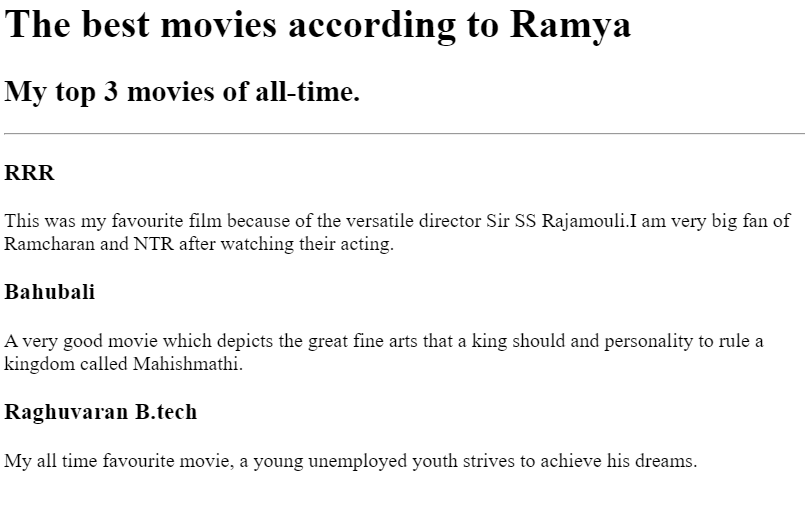 The best movies according to Ramya
My top 3 movies of all-time.
RRR
This was my favourite film because of the versatile director Sir SS Rajamouli.I am very big fan of
Ramcharan and NTR after watching their acting.
Bahubali
A very good movie which depicts the great fine arts that a king should and personality to rule a
kingdom called Mahishmathi.
Raghuvaran B.tech
My all time favourite movie, a young unemployed youth strives to achieve his dreams.